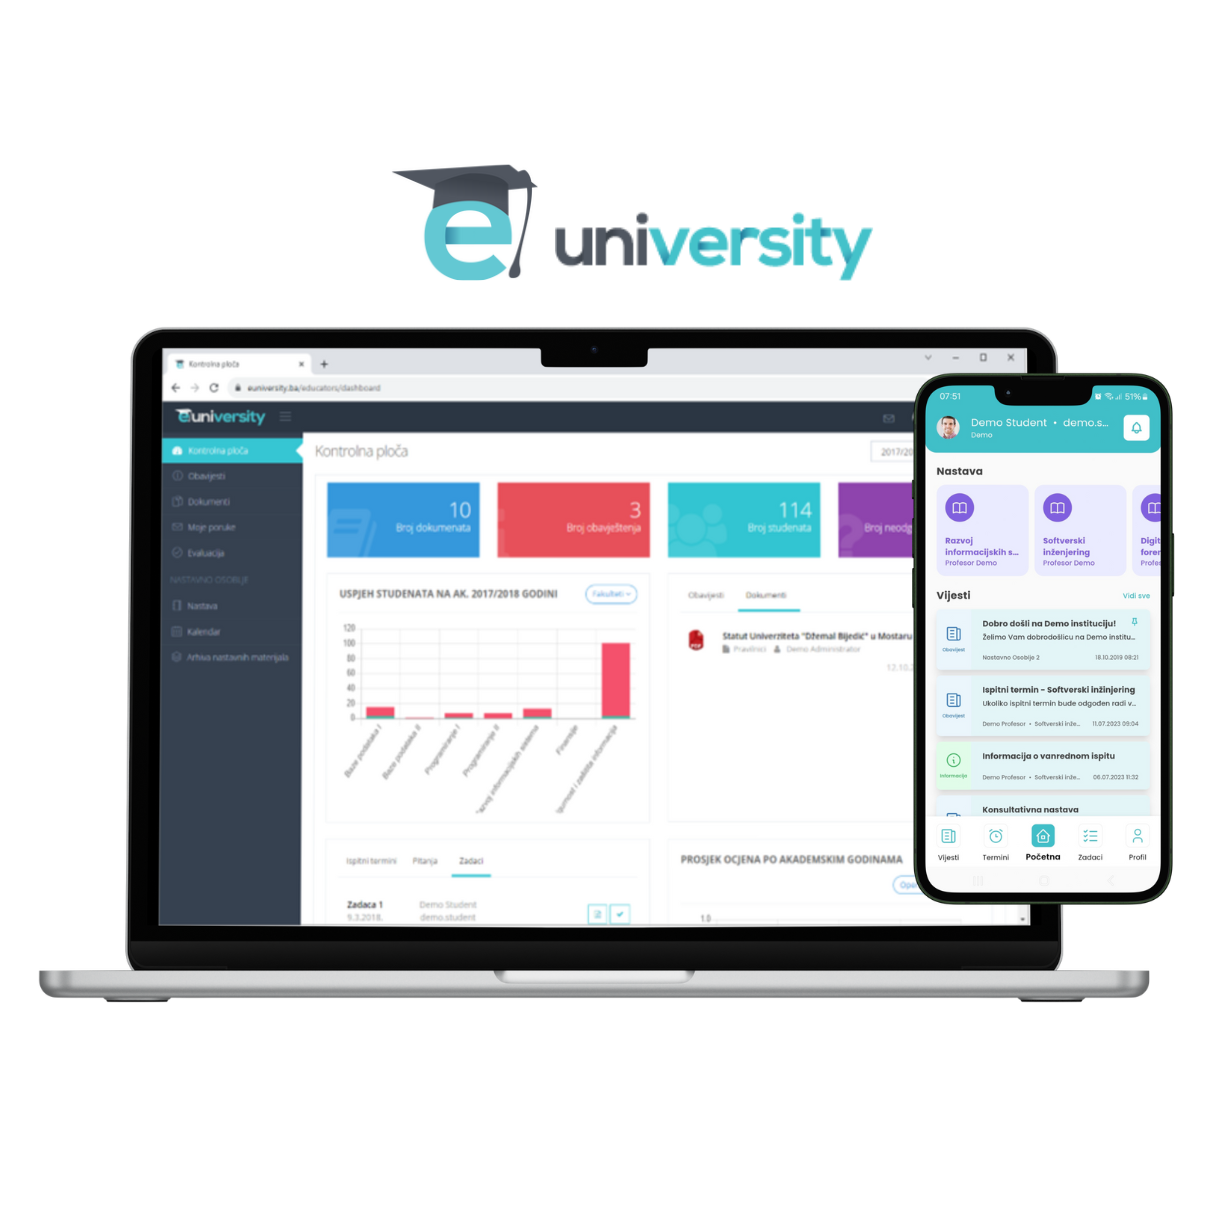 e university
Kontrolna ploča
euniversity.ba/educators/dashboard
euniversity
Kontrolna ploča
Obavijesti
Dokumenti
Moje poruke
Evaluacija
NASTAVNO OSOBLJE
Nastava
Kalendar
Arhiva nastavnih materijala
Kontrolna ploča
2017/20
10
Broj dokumenata
3
Broj obavještenja
114
Broj studenata
Broj neodg
USPJEH STUDENATA NA AK. 2017/2018 GODINI
Fakulteti
120
100
80
60
40
20
0
Baze podataka I
Baze podataka II
Programiranje I
Programiranje II
razvoj informacijskih sistema
Finansije
igurnost i zaštita informacija
Obavijesti Dokumenti
PDF
Statut Univerziteta "Džemal Bijedić" u Mostaru
Pravilnici Demo Administrator
12.10.2
Ispitni termini Pitanja Zadaci
Zadaca 1 Demo Student
9.3.2018. demo.student
PROSJEK OCJENA PO AKADEMSKIM GODINAMA
Ope
1.0
07:51 51%
Demo Student • demo.s...
Demo
Nastava
Razvoj
informacijskih s...
Profesor Demo
Softverski
inženjering
Profesor Demo
Digit
foren
Profes
Vijesti Vidi sve
Obavijest
Dobro došli na Demo instituciju!
Želimo Vam dobrodošlicu na Demo institu...
Nastavno Osoblje 2 18.10.2019 09:21
Obavijest
Ispitni termin - Softverski inžinjering
Ukoliko ispitni termin bude odgođen radi v...
Demo Profesor • Softverski inže... 11.07.2023 09:04
Informacija
Informacija o vanrednom ispitu
Demo Profesor • Softverski inže... 06.07.2023 11:32
Konsultativna nastava
Vijesti Termini Početna Zadaci Profil